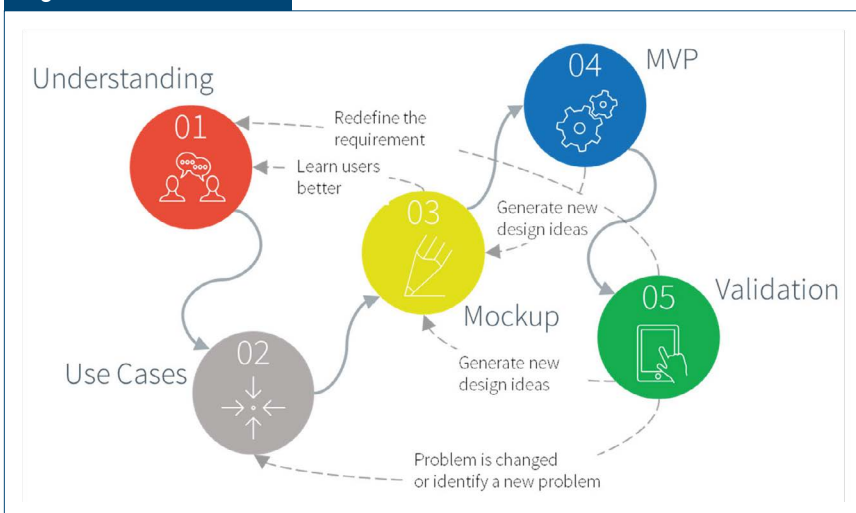 Understanding
01
Redefine the
requirement
Learn users
better
02
Use Cases
03
Mockup
04
MVP
Generate new
design ideas
05
Validation
Generate new
design ideas
Problem is changed
or identify a new problem